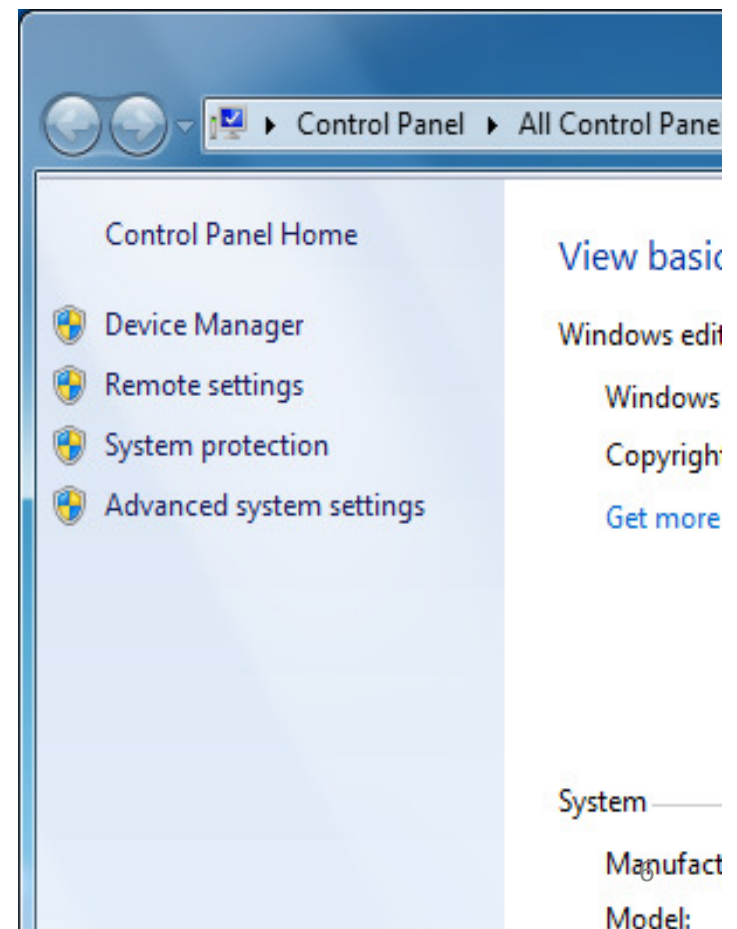 Control Panel ▸ All Control Pane
Control Panel Home
Device Manager
Remote settings
System protection
Advanced system settings
View basic
Windows edit
Windows
Copyrigh
Get more
System
Manufact
Model: